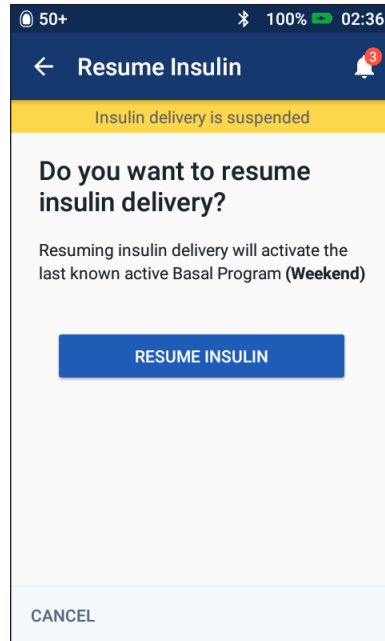 50+ 100% 02:36
Resume Insulin
3
Insulin delivery is suspended
Do you want to resume
insulin delivery?
Resuming insulin delivery will activate the
last known active Basal Program (Weekend)
RESUME INSULIN
CANCEL